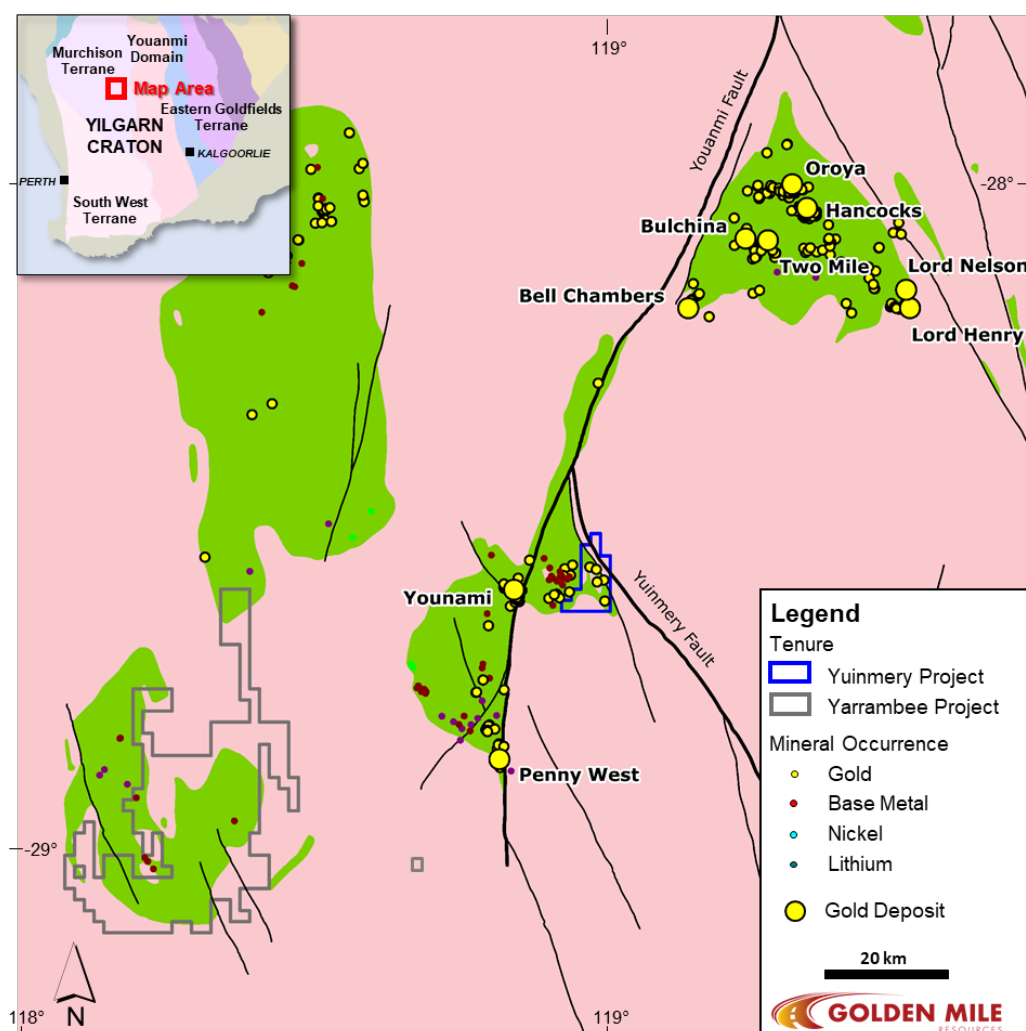 119°
Murchison
Terrane
Youanmi
Domain
Map Area
Eastern Goldfields
Terrane
YILGARN
CRATON
KALGOORLIE
PERTH
South West
Terrane
Youanmi Fault
-28°
Oroya
Hancocks
Bulchina
Two Mile
Lord Nelson
Bell Chambers
Lord Henry
Younami
Yuinmery Fault
Penny West
-29°
N
118°
119°
Legend
Tenure
Yuinmery Project
Yarrambee Project
Mineral Occurrence
Gold
Base Metal
Nickel
Lithium
Gold Deposit
20 km
GOLDEN MILE
RESOURCES